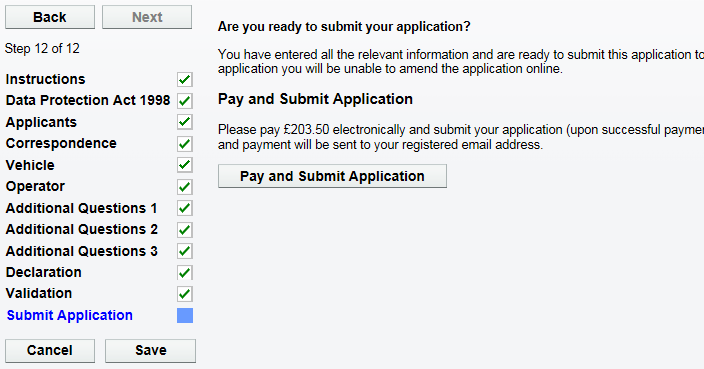 Back
Next
Step 12 of 12
Instructions
Data Protection Act 1998
Applicants
Correspondence
Vehicle
Operator
Additional Questions 1
Additional Questions 2
Additional Questions 3
Declaration
Validation
Submit Application
Cancel
Save
Are you ready to submit your application?
You have entered all the relevant information and are ready to submit this application to
application you will be unable to amend the application online.
Pay and Submit Application
Please pay £203.50 electronically and submit your application (upon successful
and payment will be sent to your registered email address.
Pay and Submit Application